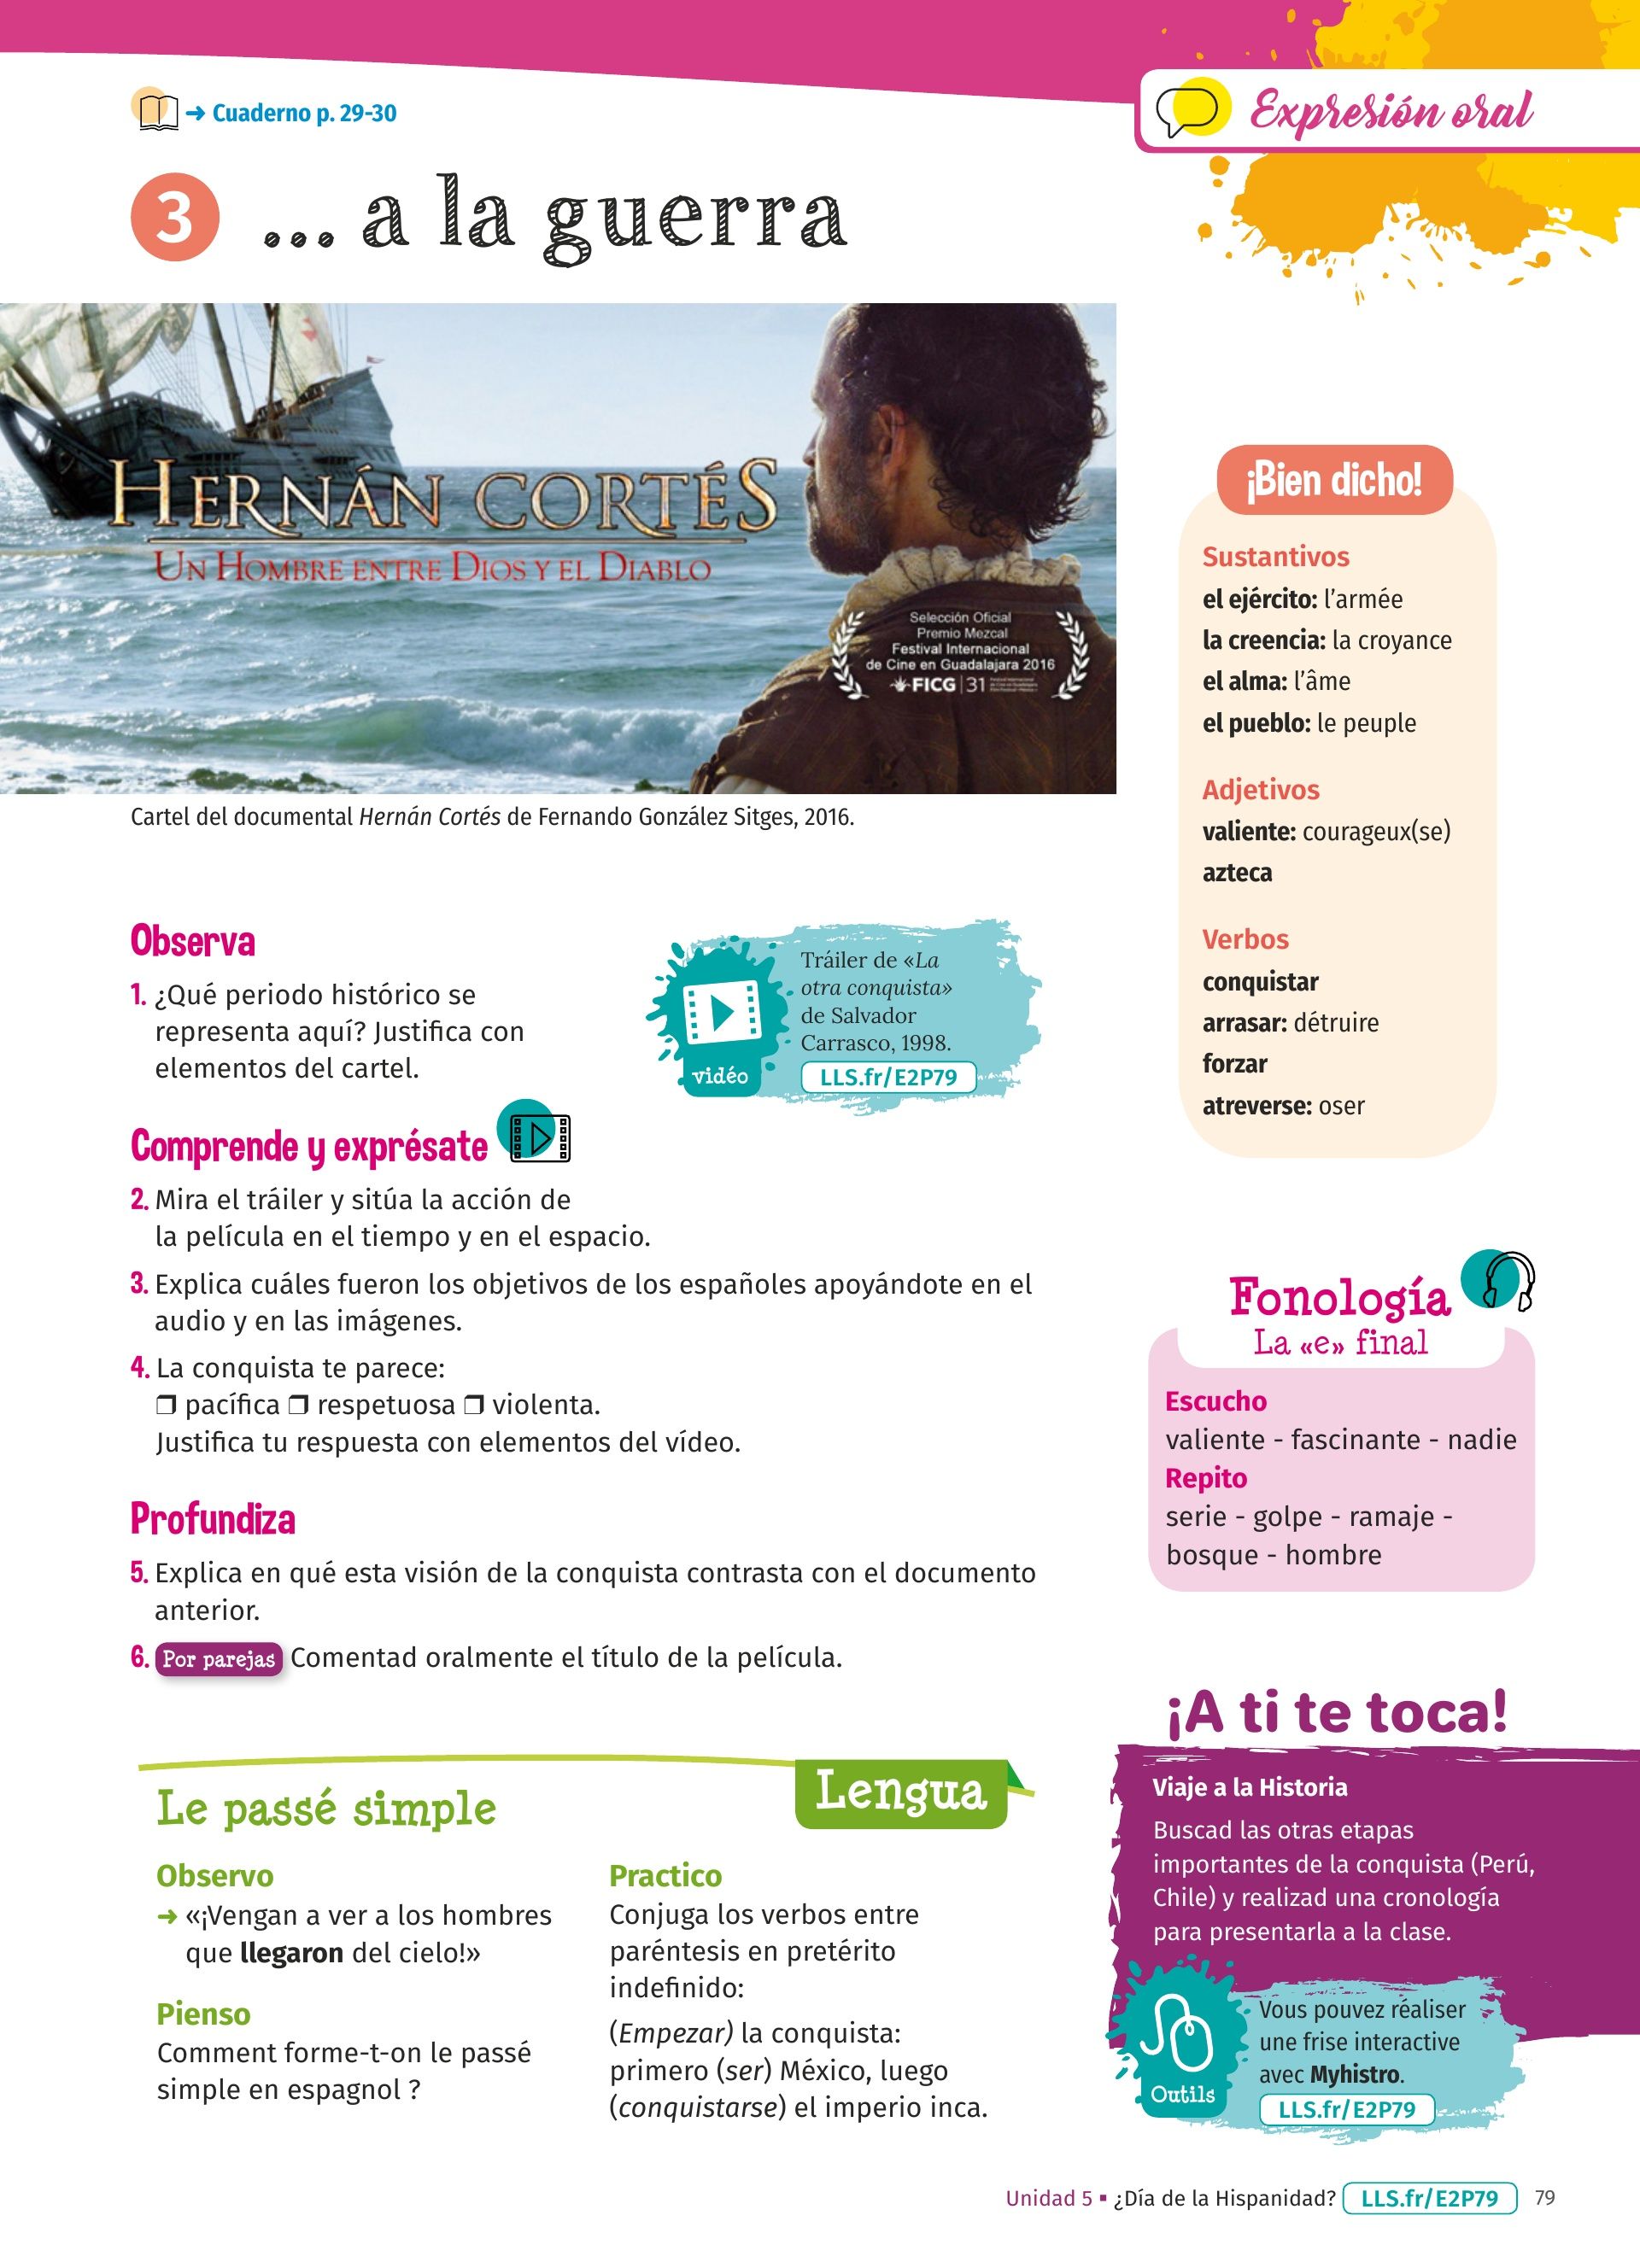 ➜ Cuaderno p. 29-30
Expresión oral
3 ... a la guerra
HERNÁN CORTÉS
UN HOMBRE ENTRE DIOS Y EL DIABLO
Selección Oficial
Premio Mezcal
Festival Internacional
de Cine en Guadalajara 2016
FICG 31
Cartel del documental Hernán Cortés de Fernando González Sitges, 2016.
Observa
1. ¿Qué periodo histórico se
representa aquí? Justifica con
elementos del cartel.
Tráiler de «La
otra conquista»
de Salvador
Carrasco, 1998.
vidéo
LLS.fr/E2P79
Comprende y exprésate
2. Mira el tráiler y sitúa la acción de
la película en el tiempo y en el espacio.
3. Explica cuáles fueron los objetivos de los españoles apoyándote en el
audio y en las imágenes.
4. La conquista te parece:
❒ pacífica ❒ respetuosa ❒ violenta.
Justifica tu respuesta con elementos del vídeo.
Profundiza
5. Explica en qué esta visión de la conquista contrasta con el documento
anterior.
6. Por parejas Comentad oralmente el título de la película.
Lengua
Le passé simple
Observo
➜ «¡Vengan a ver a los hombres
que llegaron del cielo!»
Pienso
Comment forme-t-on le passé
simple en espagnol ?
Practico
Conjuga los verbos entre
paréntesis en pretérito
indefinido:
(Empezar) la conquista:
primero (ser) México, luego
(conquistarse) el imperio inca.
¡Bien dicho!
Sustantivos
el ejército: l'armée
la creencia: la croyance
el alma: l'âme
el pueblo: le peuple
Adjetivos
valiente: courageux(se)
azteca
Verbos
conquistar
arrasar: détruire
forzar
atreverse: oser
Fonología
La «e» final
Escucho
valiente - fascinante - nadie
Repito
serie - golpe - ramaje -
bosque - hombre
¡A ti te toca!
Viaje a la Historia
Buscad las otras etapas
importantes de la conquista (Perú,
Chile) y realizad una cronología
para presentarla a la clase.
Vous pouvez réaliser
une frise interactive
avec Myhistro.
Outils
LLS.fr/E2P79
Unidad 5 ▪ ¿Día de la Hispanidad? LLS.fr/E2P79 79